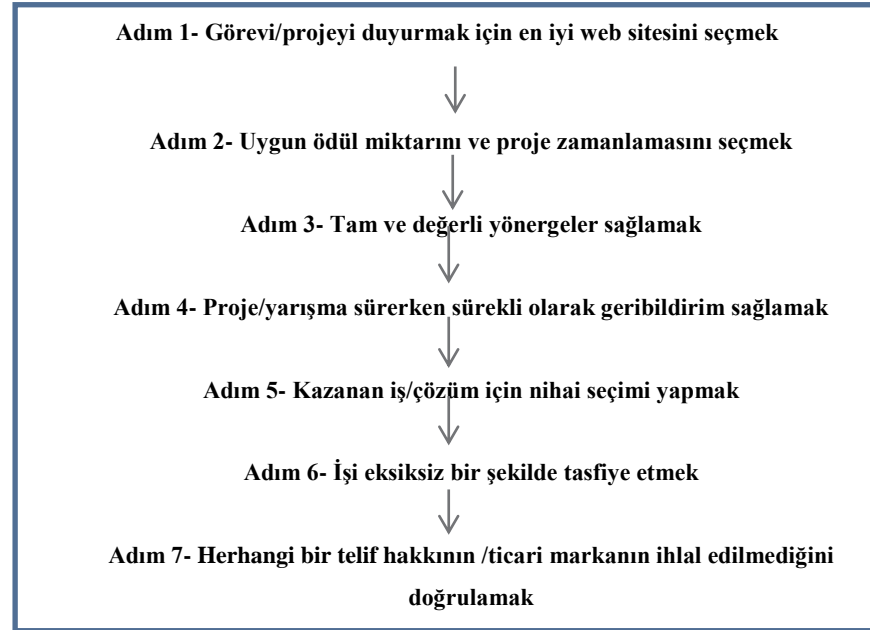 Adım 1- Görevi/projeyi duyurmak için en iyi web sitesini seçmek
Adım 2- Uygun ödül miktarını ve proje zamanlamasını seçmek
Adım 3- Tam ve değerli yönergeler sağlamak
Adım 4- Proje/yarışma sürerken sürekli olarak geribildirim sağlamak
Adım 5- Kazanan iş/çözüm için nihai seçimi yapmak
Adım 6- İşi eksiksiz bir şekilde tasfiye etmek
Adım 7- Herhangi bir telif hakkının /ticari markanın ihlal edilmediğini
doğrulamak